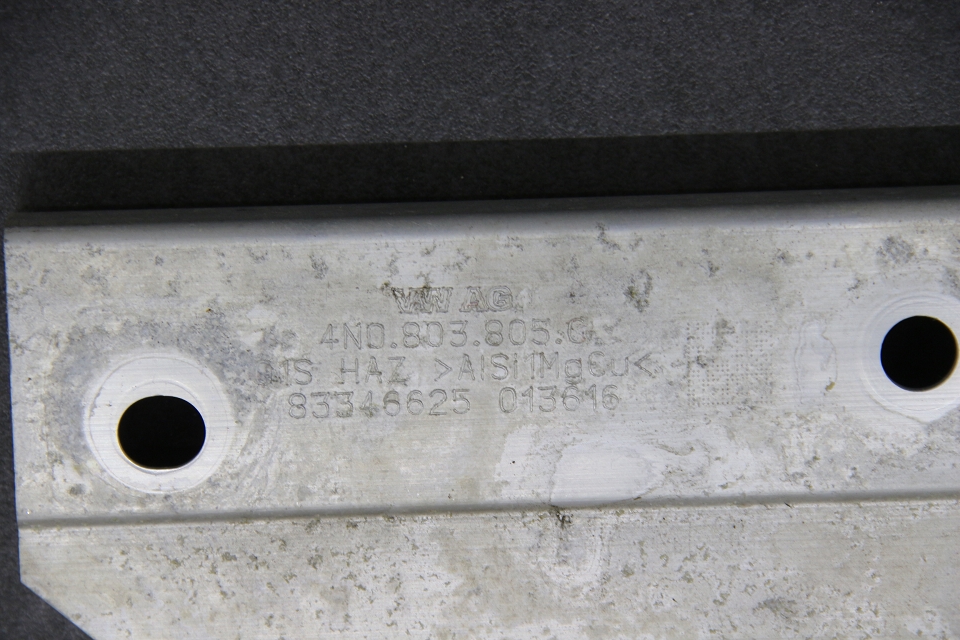 VW AG
4N0.803.805.G
HAZ >AlSi1MgCu<
83346625 013616